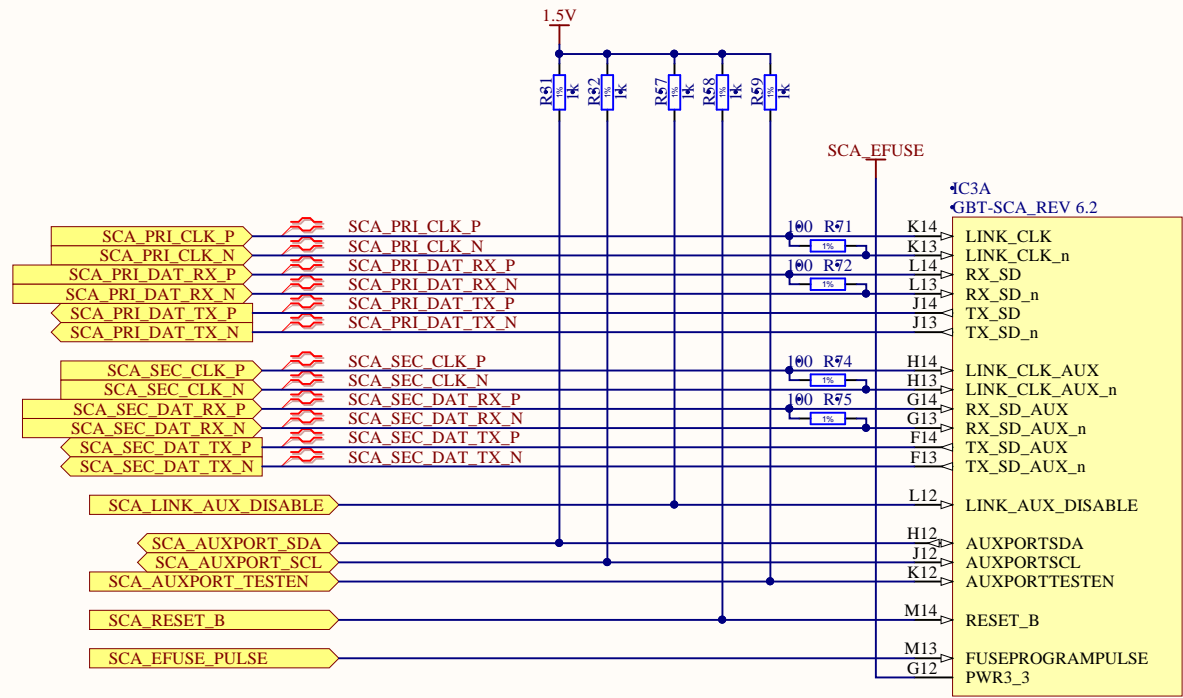 1.5V
R31 1% 1k
R32 1% 1k
R57 1% 1k
R58 1% 1k
R59 1% 1k
SCA_EFUSE
IC3A
GBT-SCA_REV 6.2
SCA_PRI_CLK_P SCA_PRI_CLK_P 100 R71 K14 LINK_CLK
SCA_PRI_CLK_N SCA_PRI_CLK_N 1% K13 LINK_CLK_n
SCA_PRI_DAT_RX_P SCA_PRI_DAT_RX_P 100 R72 L14 RX_SD
SCA_PRI_DAT_RX_N SCA_PRI_DAT_RX_N 1% L13 RX_SD_n
SCA_PRI_DAT_TX_P SCA_PRI_DAT_TX_P J14 TX_SD
SCA_PRI_DAT_TX_N SCA_PRI_DAT_TX_N J13 TX_SD_n
SCA_SEC_CLK_P SCA_SEC_CLK_P 100 R74 H14 LINK_CLK_AUX
SCA_SEC_CLK_N SCA_SEC_CLK_N 1% H13 LINK_CLK_AUX_n
SCA_SEC_DAT_RX_P SCA_SEC_DAT_RX_P 100 R75 G14 RX_SD_AUX
SCA_SEC_DAT_RX_N SCA_SEC_DAT_RX_N 1% G13 RX_SD_AUX_n
SCA_SEC_DAT_TX_P SCA_SEC_DAT_TX_P F14 TX_SD_AUX
SCA_SEC_DAT_TX_N SCA_SEC_DAT_TX_N F13 TX_SD_AUX_n
SCA_LINK_AUX_DISABLE L12 LINK_AUX_DISABLE
SCA_AUXPORT_SDA H12 AUXPORTSDA
SCA_AUXPORT_SCL J12 AUXPORTSCL
SCA_AUXPORT_TESTEN K12 AUXPORTTESTEN
SCA_RESET_B M14 RESET_B
SCA_EFUSE_PULSE M13 FUSEPROGRAMPULSE
G12 PWR3_3